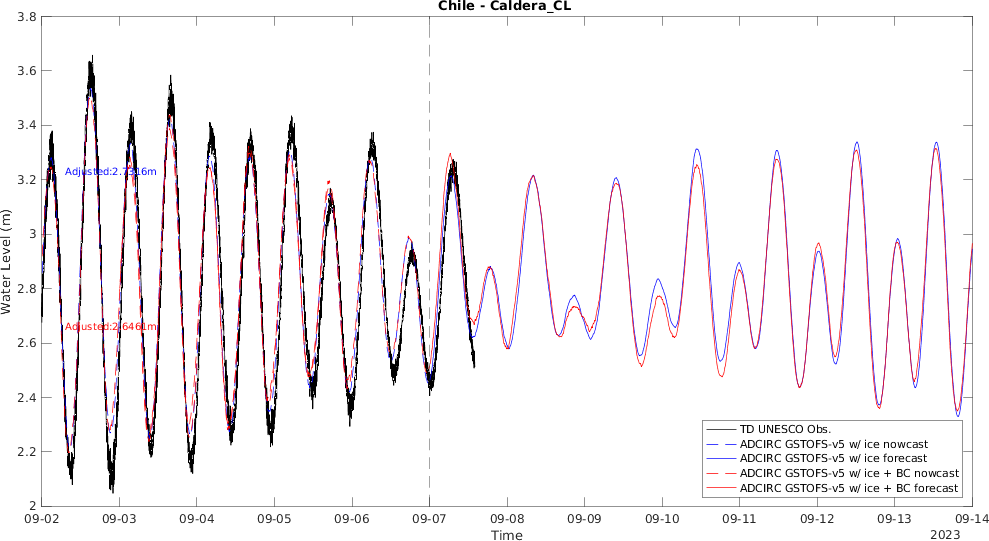 Chile - Caldera_CL
3.8
3.6
3.4
3.2
3
2.8
2.6
2.4
2.2
2
Water Level (m)
Adjusted:2.7316m
Adjusted:2.6461m
TD UNESCO Obs.
ADCIRC GSTOFS-v5 w/ ice nowcast
ADCIRC GSTOFS-v5 w/ ice forecast
ADCIRC GSTOFS-v5 w/ ice + BC nowcast
ADCIRC GSTOFS-v5 w/ ice + BC forecast
09-02 09-03 09-04 09-05 09-06 09-07 09-08 09-09 09-10 09-11 09-12 09-13 09-14
Time
2023